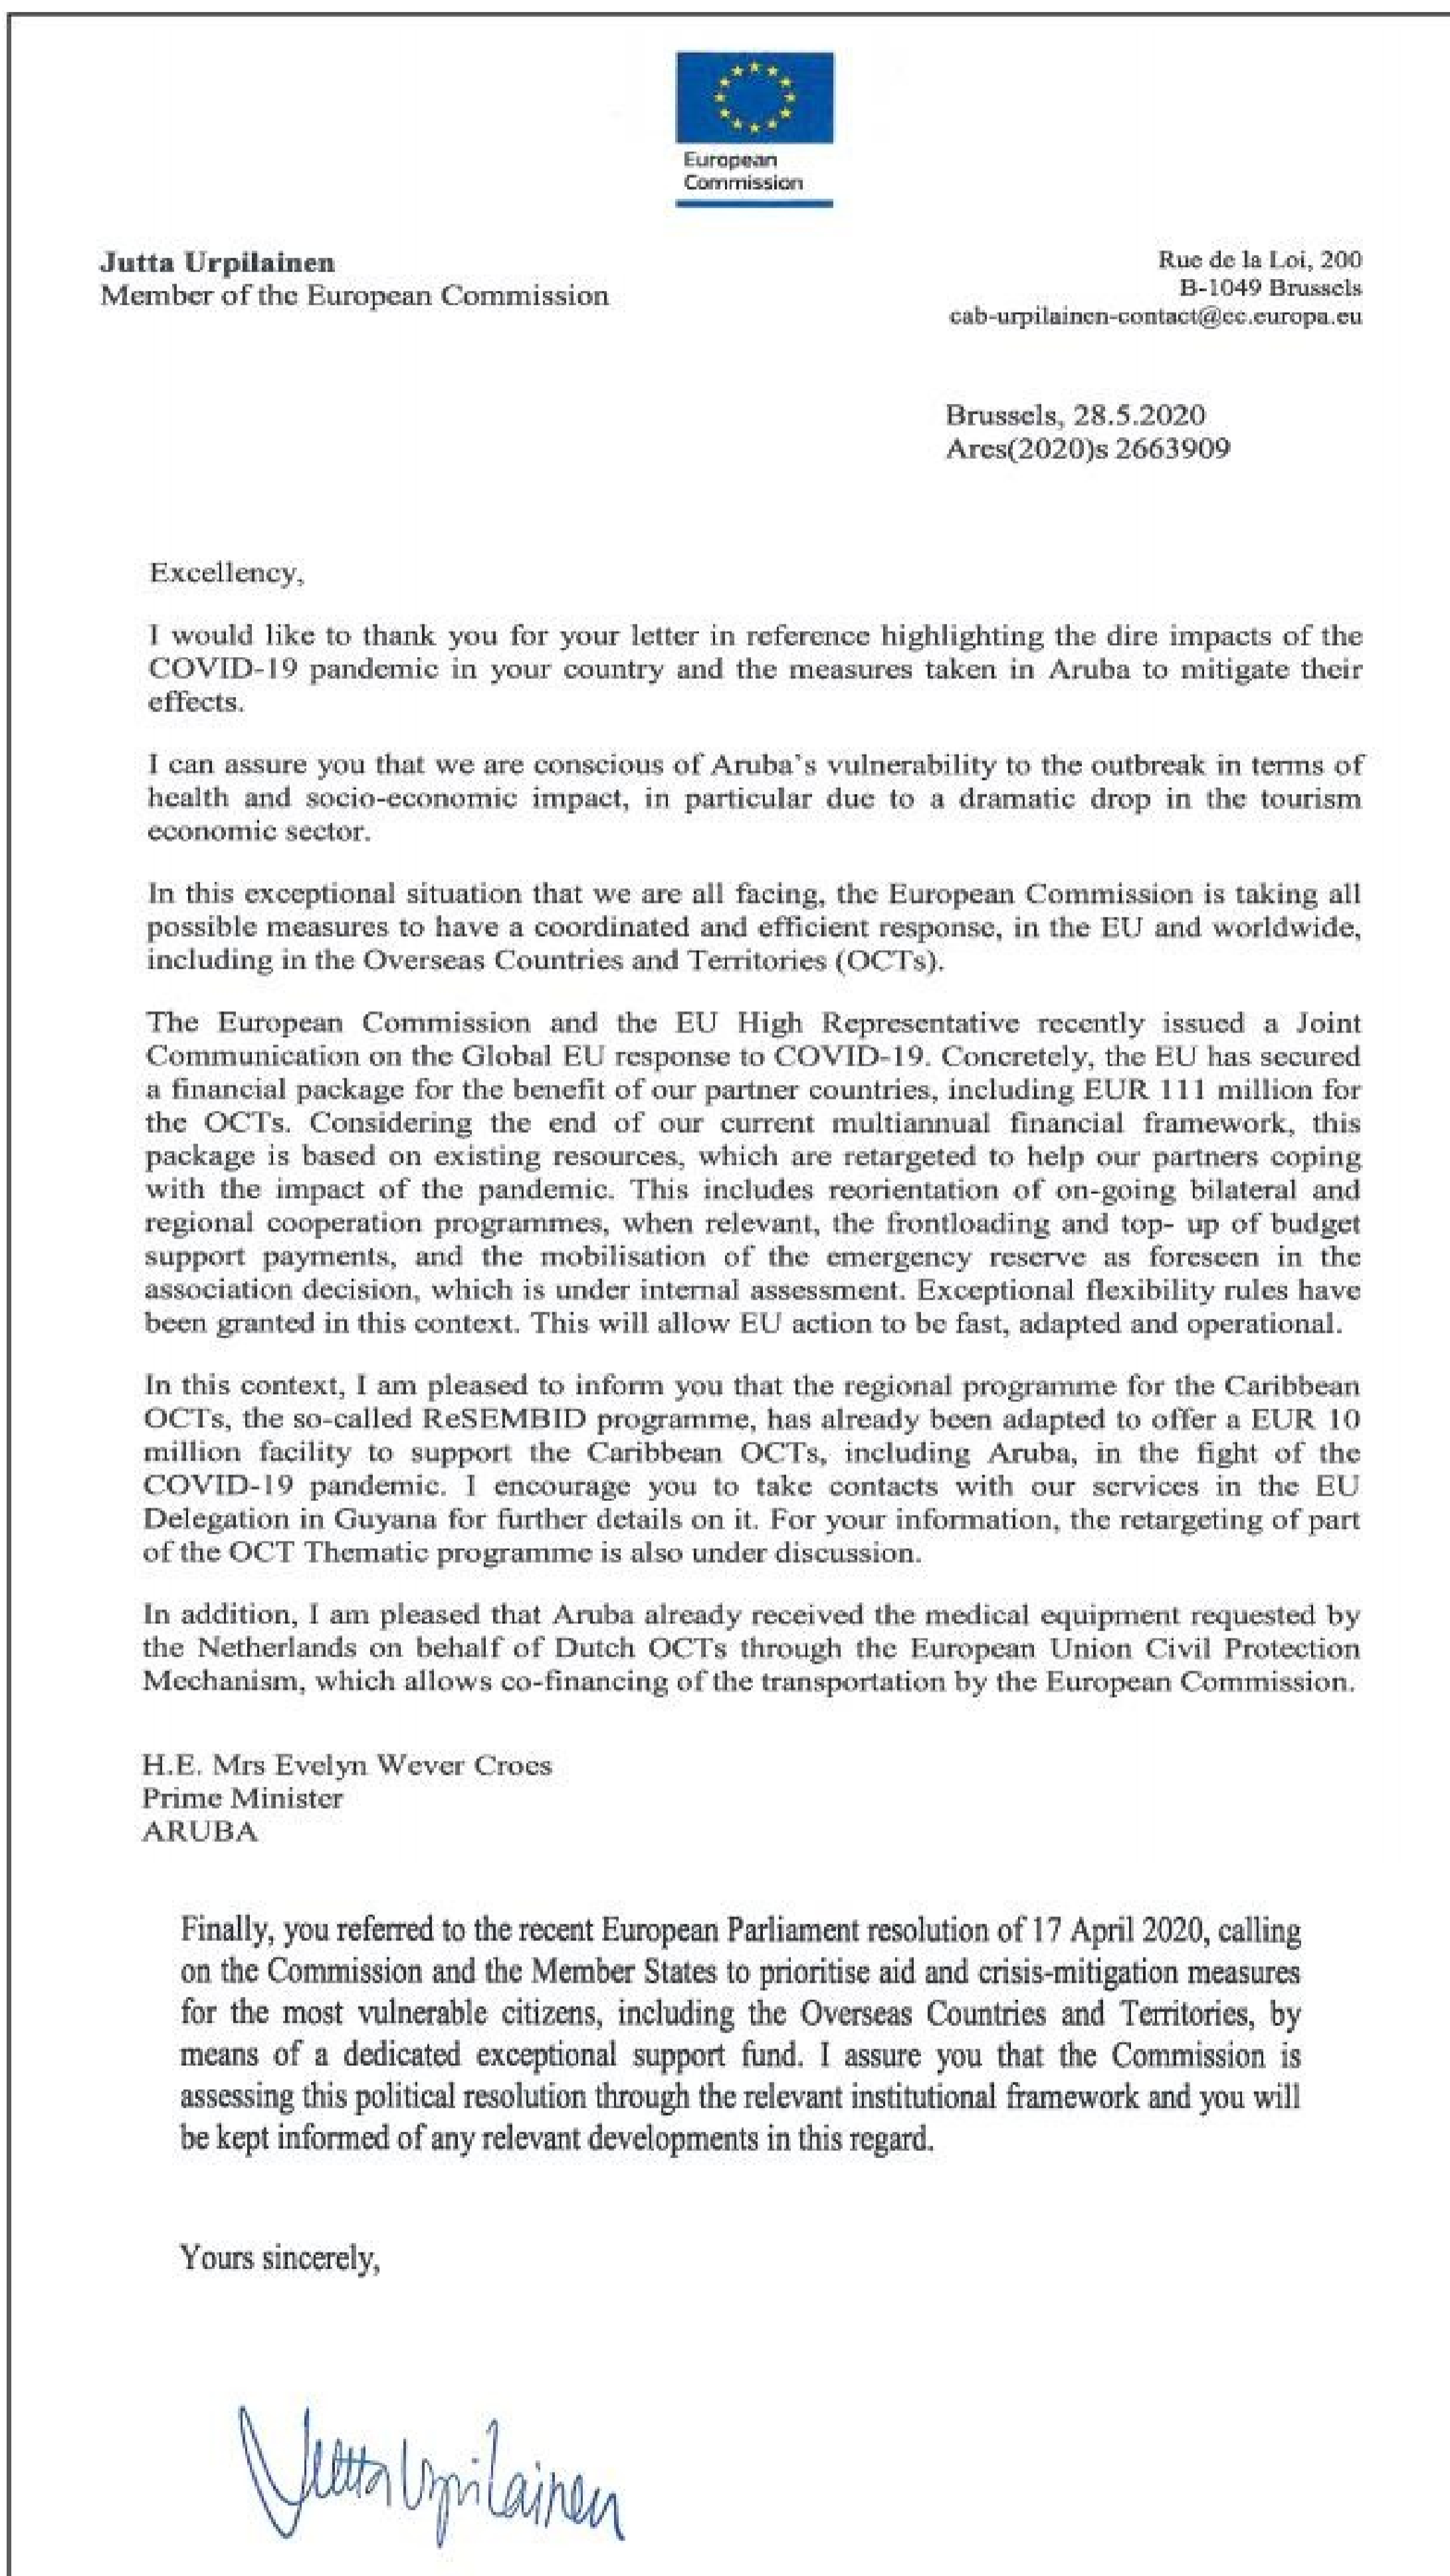 European
Commission
Jutta Urpilainen
Member of the European Commission
Rue de la Loi, 200
B-1049 Brussels
cab-urpilainen-contact@ec.europa.eu
Brussels, 28.5.2020
Ares(2020)s 2663909
Excellency,
I would like to thank you for your letter in reference highlighting the dire impacts of the
COVID-19 pandemic in your country and the measures taken in Aruba to mitigate their
effects.
I can assure you that we are conscious of Aruba's vulnerability to the outbreak in terms of
health and socio-economic impact, in particular due to a dramatic drop in the tourism
economic sector.
In this exceptional situation that we are all facing, the European Commission is taking all
possible measures to have a coordinated and efficient response, in the EU and worldwide,
including in the Overseas Countries and Territories (OCTs).
The European Commission and the EU High Representative recently issued a Joint
Communication on the Global EU response to COVID-19. Concretely, the EU has secured
a financial package for the benefit of our partner countries, including EUR 111 million for
the OCTs. Considering the end of our current multiannual financial framework, this
package is based on existing resources, which are retargeted to help our partners coping
with the impact of the pandemic. This includes reorientation of on-going bilateral and
regional cooperation programmes, when relevant, the frontloading and top- up of budget
support payments, and the mobilisation of the emergency reserve as foreseen in the
association decision, which is under internal assessment. Exceptional flexibility rules have
been granted in this context. This will allow EU action to be fast, adapted and operational.
In this context, I am pleased to inform you that the regional programme for the Caribbean
OCTs, the so-called ReSEMBID programme, has already been adapted to offer a EUR 10
million facility to support the Caribbean OCTs, including Aruba, in the fight of the
COVID-19 pandemic. I encourage you to take contacts with our services in the EU
Delegation in Guyana for further details on it. For your information, the retargeting of part
of the OCT Thematic programme is also under discussion.
In addition, I am pleased that Aruba already received the medical equipment requested by
the Netherlands on behalf of Dutch OCTs through the European Union Civil Protection
Mechanism, which allows co-financing of the transportation by the European Commission.
H.E. Mrs Evelyn Wever Croes
Prime Minister
ARUBA
Finally, you referred to the recent European Parliament resolution of 17 April 2020, calling
on the Commission and the Member States to prioritise aid and crisis-mitigation measures
for the most vulnerable citizens, including the Overseas Countries and Territories, by
means of a dedicated exceptional support fund. I assure you that the Commission is
assessing this political resolution through the relevant institutional framework and you will
be kept informed of any relevant developments in this regard.
Yours sincerely,
Jutta Urpilainen